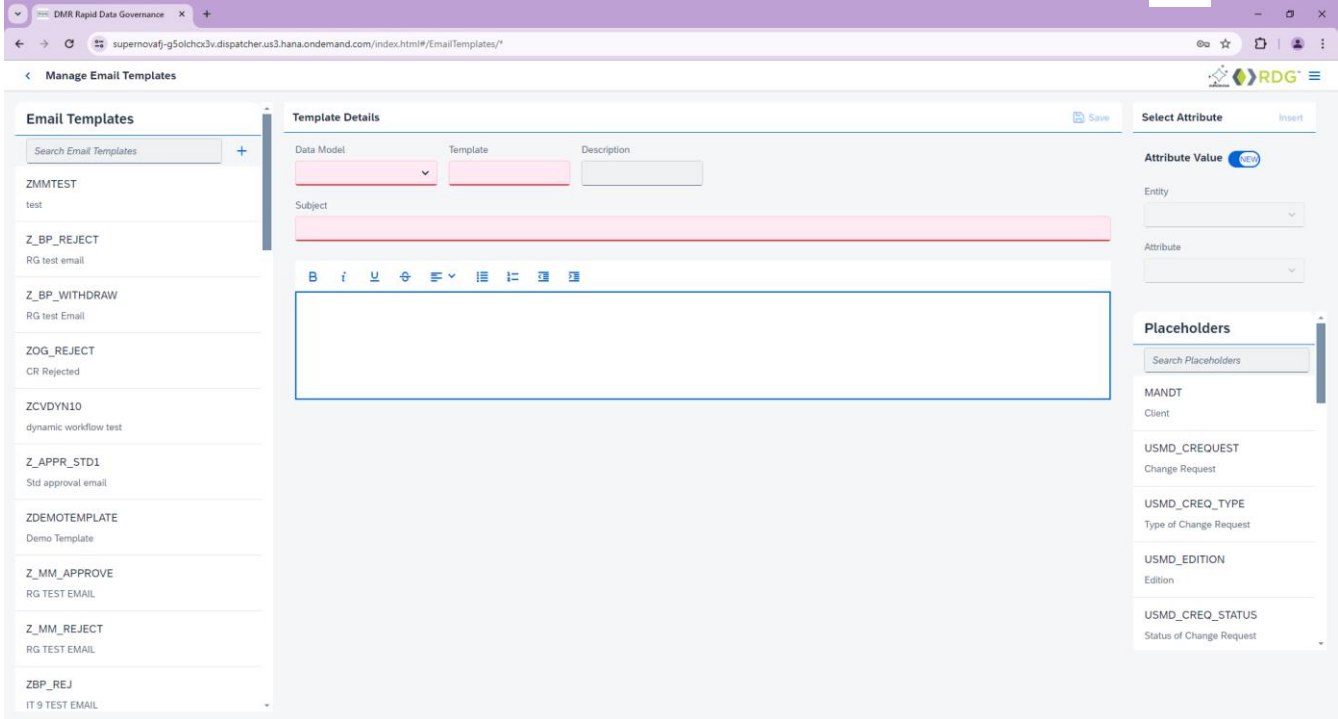 DMR Rapid Data Governance
supernovafj-g5olchcx3v.dispatcher.us3.hana.ondemand.com/index.html#/EmailTemplates/*
Manage Email Templates
RDG
Email Templates
Search Email Templates
ZMMTEST
test
Z_BP_REJECT
RG test email
Z_BP_WITHDRAW
RG test Email
ZOG_REJECT
CR Rejected
ZCVDYN10
dynamic workflow test
Z_APPR_STD1
Std approval email
ZDEMOTEMPLATE
Demo Template
Z_MM_APPROVE
RG TEST EMAIL
Z_MM_REJECT
RG TEST EMAIL
ZBP_REJ
IT 9 TEST EMAIL
Template Details
Save
Data Model
Template
Description
Subject
B i U S
Select Attribute
Insert
Attribute Value
NEW
Entity
Attribute
Placeholders
Search Placeholders
MANDT
Client
USMD_CREQUEST
Change Request
USMD_CREQ_TYPE
Type of Change Request
USMD_EDITION
Edition
USMD_CREQ_STATUS
Status of Change Request